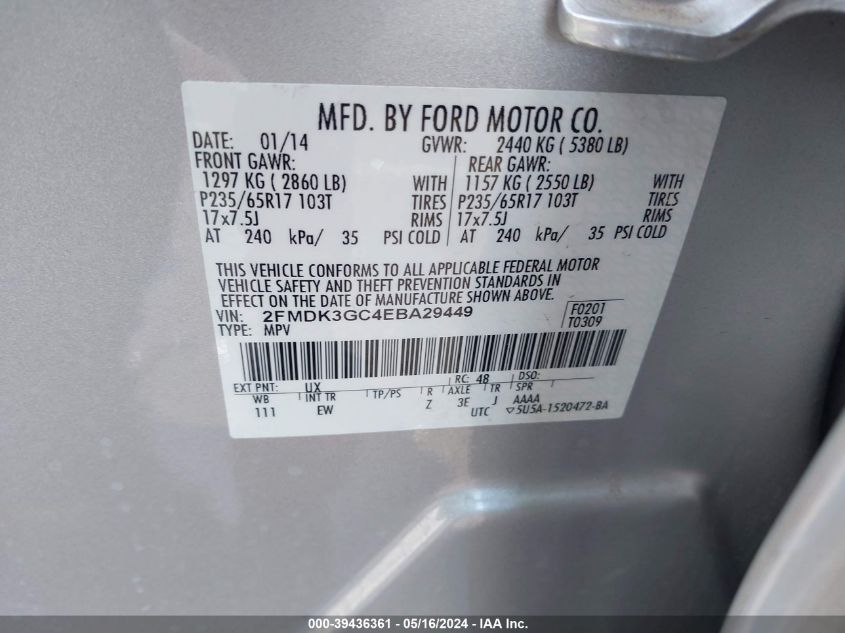 MFD. BY FORD MOTOR CO.
DATE: 01/14 GVWR: 2440 KG ( 5380 LB)
FRONT GAWR: REAR GAWR:
1297 KG ( 2860 LB) WITH 1157 KG ( 2550 LB) WITH
P235/65R17 103T TIRES P235/65R17 103T TIRES
17x7.5J RIMS 17x7.5J RIMS
AT 240 kPa/ 35 PSI COLD AT 240 kPa/ 35 PSI COLD
THIS VEHICLE CONFORMS TO ALL APPLICABLE FEDERAL MOTOR
VEHICLE SAFETY AND THEFT PREVENTION STANDARDS IN
EFFECT ON THE DATE OF MANUFACTURE SHOWN ABOVE.
VIN: 2FMDK3GC4EBA29449 F0201
TYPE: MPV T0309
EXT PNT: UX RC: 48 DSO:
WB INT TR TP/PS R AXLE TR SPR
111 EW Z 3E J AAAA
UTC ▽5U5A-1520472-BA
000-39436361 - 05/16/2024 - IAA Inc.